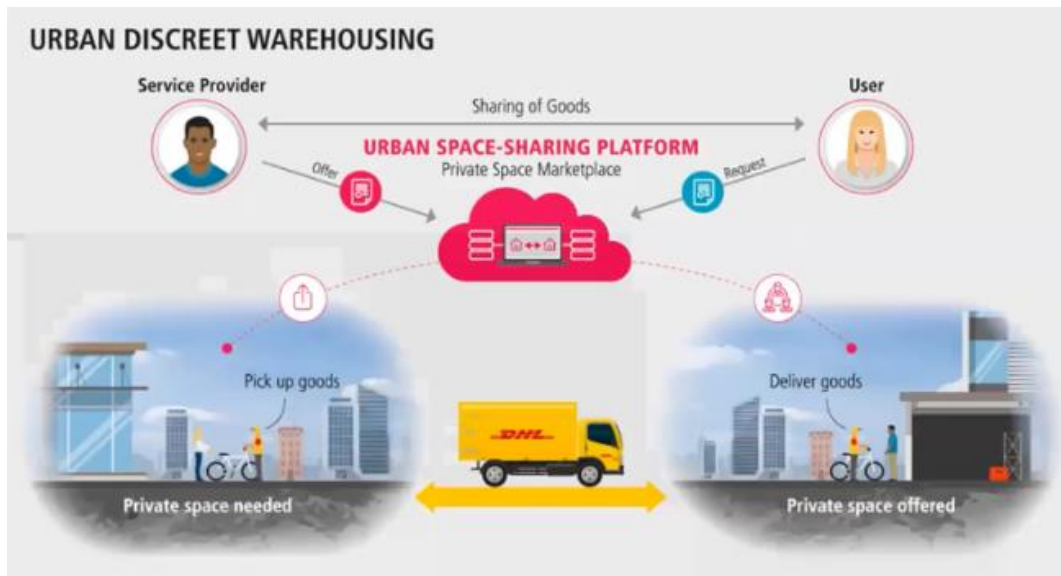 URBAN DISCREET WAREHOUSING
Service Provider
User
Sharing of Goods
URBAN SPACE-SHARING PLATFORM
Private Space Marketplace
Offer
Request
Pick up goods
Deliver goods
DHL
Private space needed
Private space offered